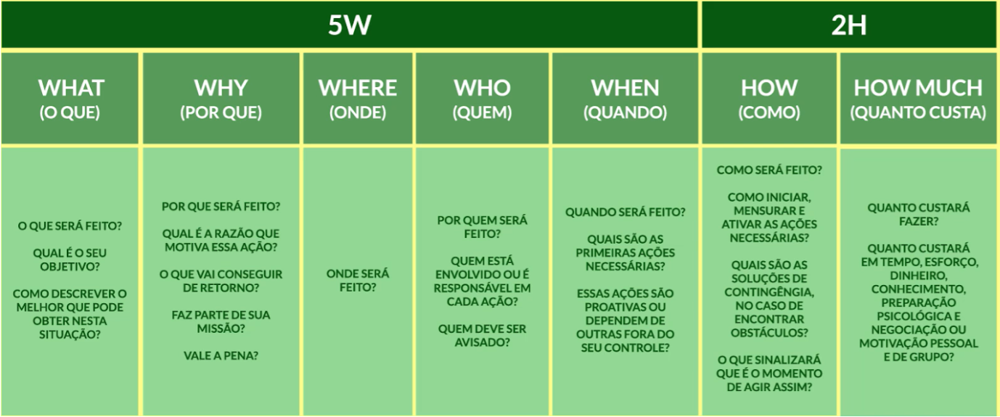 5W
2H
WHAT
(O QUE)
WHY
(POR QUE)
WHERE
(ONDE)
WHO
(QUEM)
WHEN
(QUANDO)
HOW
(COMO)
HOW MUCH
(QUANTO CUSTA)
O QUE SERÁ FEITO?
QUAL É O SEU
OBJETIVO?
COMO DESCREVER O
MELHOR QUE PODE
OBTER NESTA
SITUAÇÃO?
POR QUE SERÁ FEITO?
QUAL É A RAZÃO QUE
MOTIVA ESSA AÇÃO?
O QUE VAI CONSEGUIR
DE RETORNO?
FAZ PARTE DE SUA
MISSÃO?
VALE A PENA?
ONDE SERÁ
FEITO?
POR QUEM SERÁ
FEITO?
QUEM ESTÁ
ENVOLVIDO OU É
RESPONSÁVEL EM
CADA AÇÃO?
QUEM DEVE SER
AVISADO?
QUANDO SERÁ FEITO?
QUAIS SÃO AS
PRIMEIRAS AÇÕES
NECESSÁRIAS?
ESSAS AÇÕES SÃO
PROATIVAS OU
DEPENDEM DE
OUTRAS FORA DO
SEU CONTROLE?
COMO SERÁ FEITO?
COMO INICIAR,
MENSURAR E
ATIVAR AS AÇÕES
NECESSÁRIAS?
QUAIS SÃO AS
SOLUÇÕES DE
CONTINGÊNCIA,
NO CASO DE
ENCONTRAR
OBSTÁCULOS?
O QUE SINALIZARÁ
QUE É O MOMENTO
DE AGIR ASSIM?
QUANTO CUSTARÁ
FAZER?
QUANTO CUSTARÁ
EM TEMPO, ESFORÇO,
DINHEIRO,
CONHECIMENTO,
PREPARAÇÃO
PSICOLÓGICA E
NEGOCIAÇÃO OU
MOTIVAÇÃO PESSOAL
E DE GRUPO?